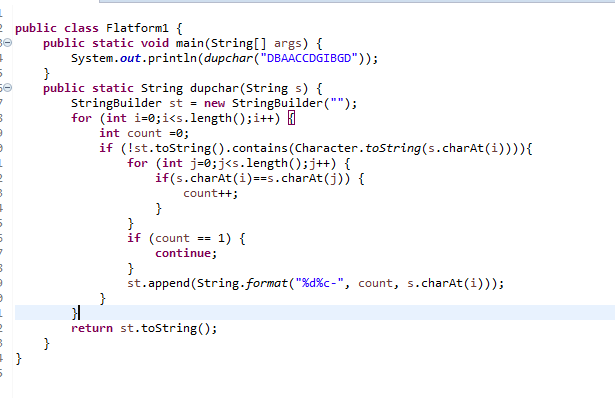 public class Flatform1 {
public static void main(String[] args) {
System.out.println(dupchar("DBAACCDGIBGD"));
}
public static String dupchar(String s) {
StringBuilder st = new StringBuilder("");
for (int i=0;i<s.length();i++) {
int count =0;
if (!st.toString().contains(Character.toString(s.charAt(i)))){
for (int j=0;j<s.length();j++) {
if(s.charAt(i)==s.charAt(j)) {
count++;
}
}
if (count == 1) {
continue;
}
st.append(String.format("%d%c-", count, s.charAt(i)));
}
}
return st.toString();
}
}